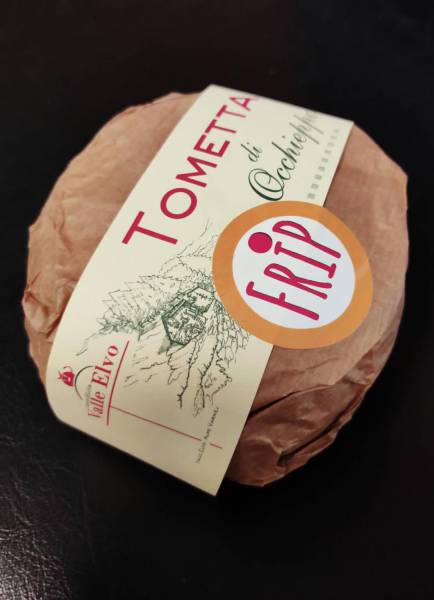 TOMETTA
di
Occhieppo
FRIP
Valle Elvo